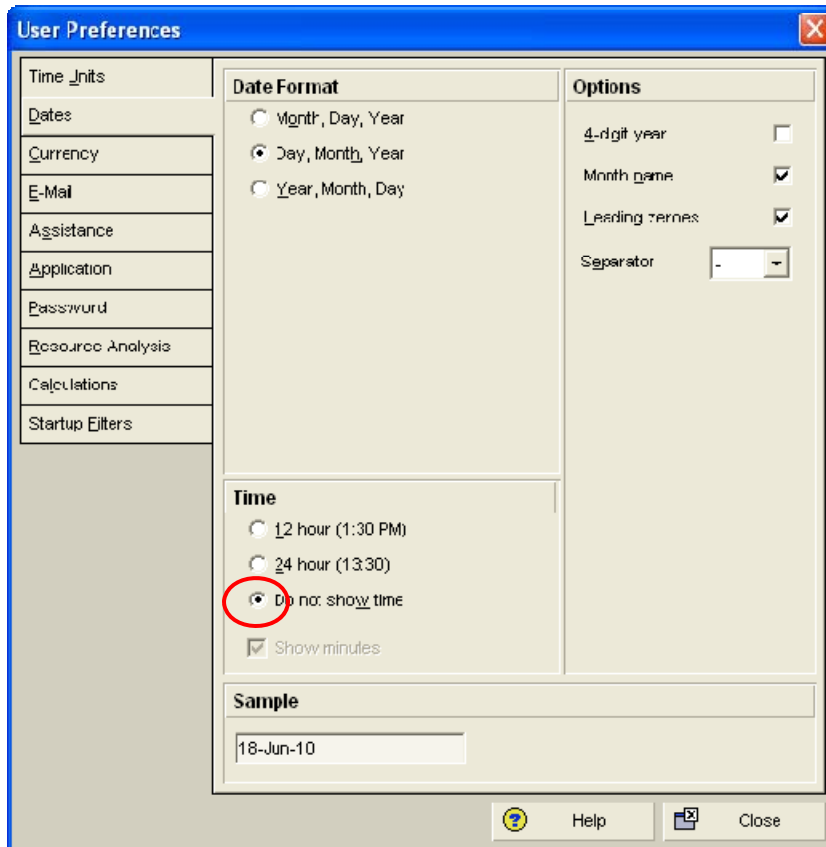 User Preferences
Time Units
Dates
Currency
E-Mail
Assistance
Application
Password
Resource Analysis
Calculations
Startup Filters
Date Format
Month, Day, Year
Day, Month, Year
Year, Month, Day
Options
4-digit year
Month name
Leading zeroes
Separator -
Time
12 hour (1:30 PM)
24 hour (13:30)
Do not show time
Show minutes
Sample
18-Jun-10
Help
Close